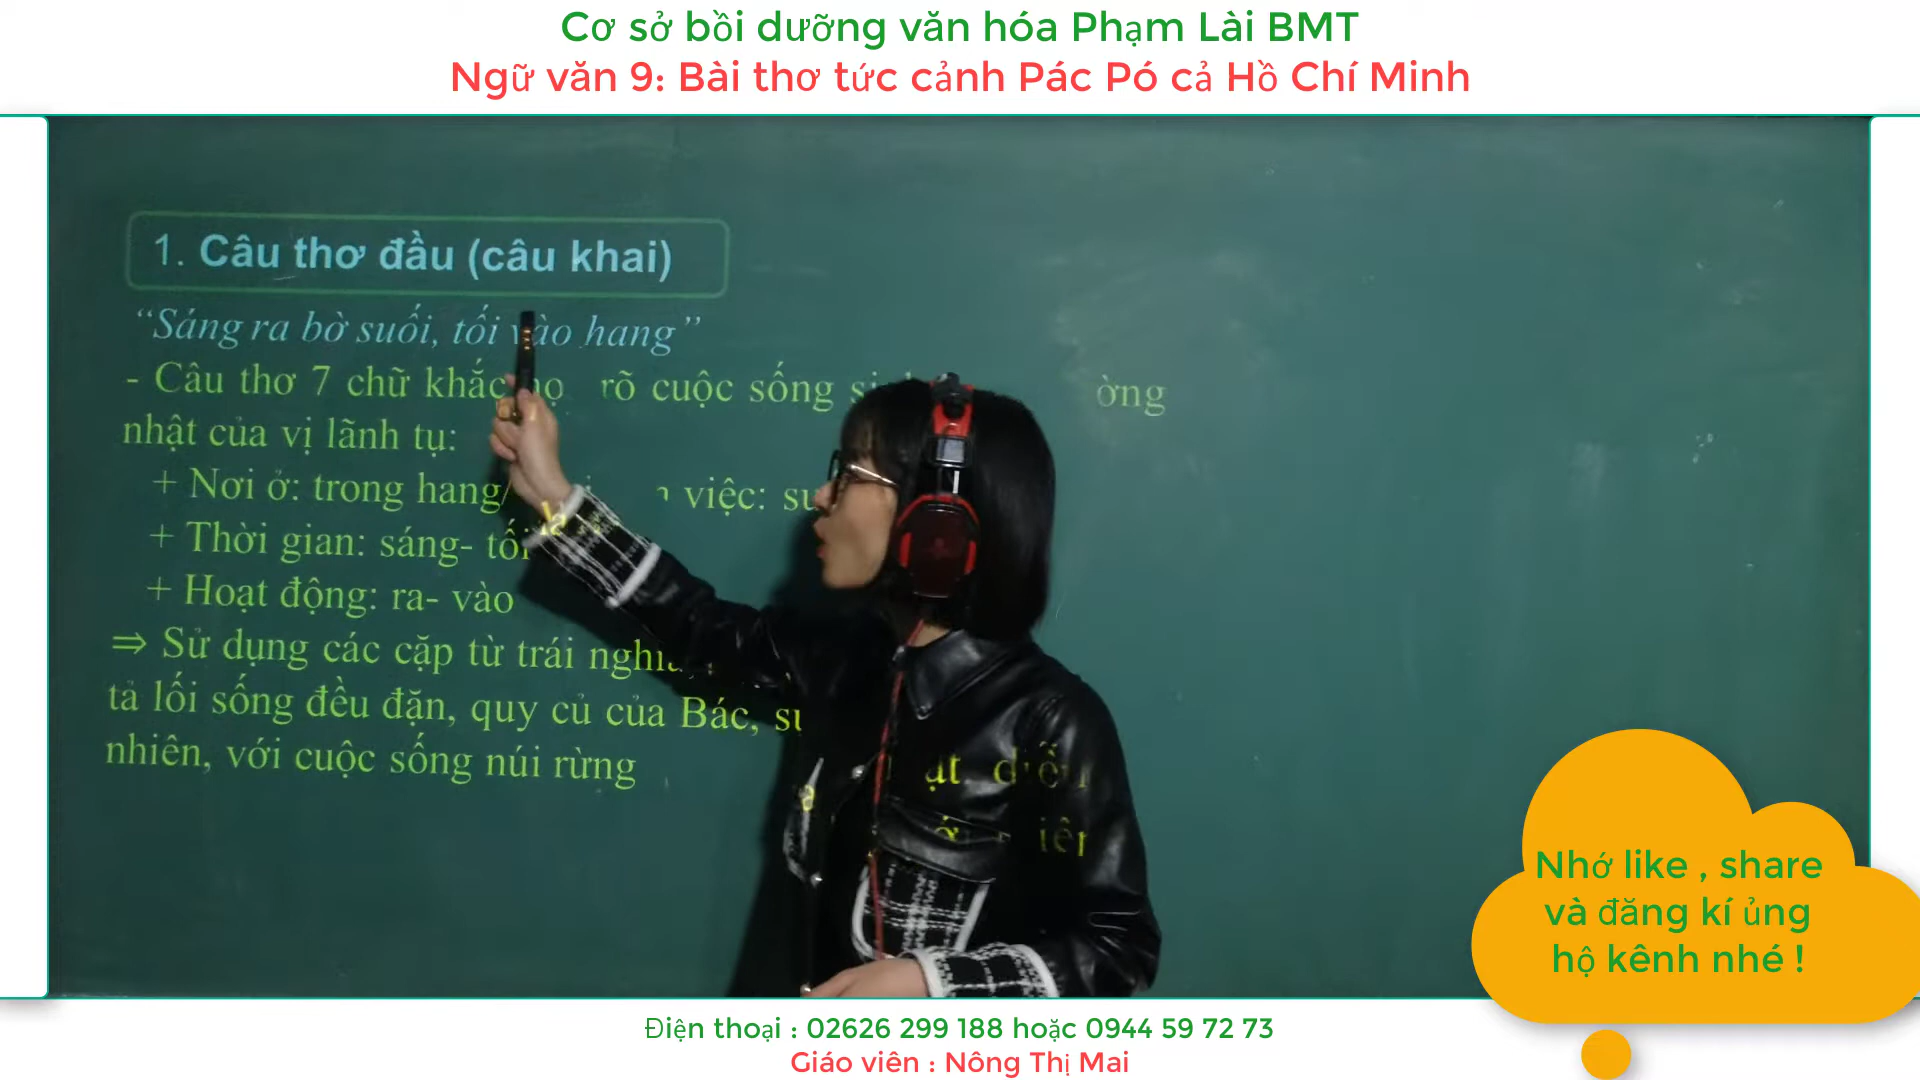 Cơ sở bồi dưỡng văn hóa Phạm Lài BMT
Ngữ văn 9: Bài thơ tức cảnh Pác Pó cả Hồ Chí Minh
1. Câu thơ đầu (câu khai)
“Sáng ra bờ suối, tối vào hang”
- Câu thơ 7 chữ khắc rõ cuộc sống
nhật của vị lãnh tụ:
+ Nơi ở: trong hang/ việc:
+ Thời gian: sáng- tối
+ Hoạt động: ra- vào
⇒ Sử dụng các cặp từ trái
tả lối sống đều đặn, quy củ của Bác,
nhiên, với cuộc sống núi rừng
Nhớ like , share
và đăng kí ủng
hộ kênh nhé !
Điện thoại : 02626 299 188 hoặc 0944 59 72 73
Giáo viên : Nông Thị Mai